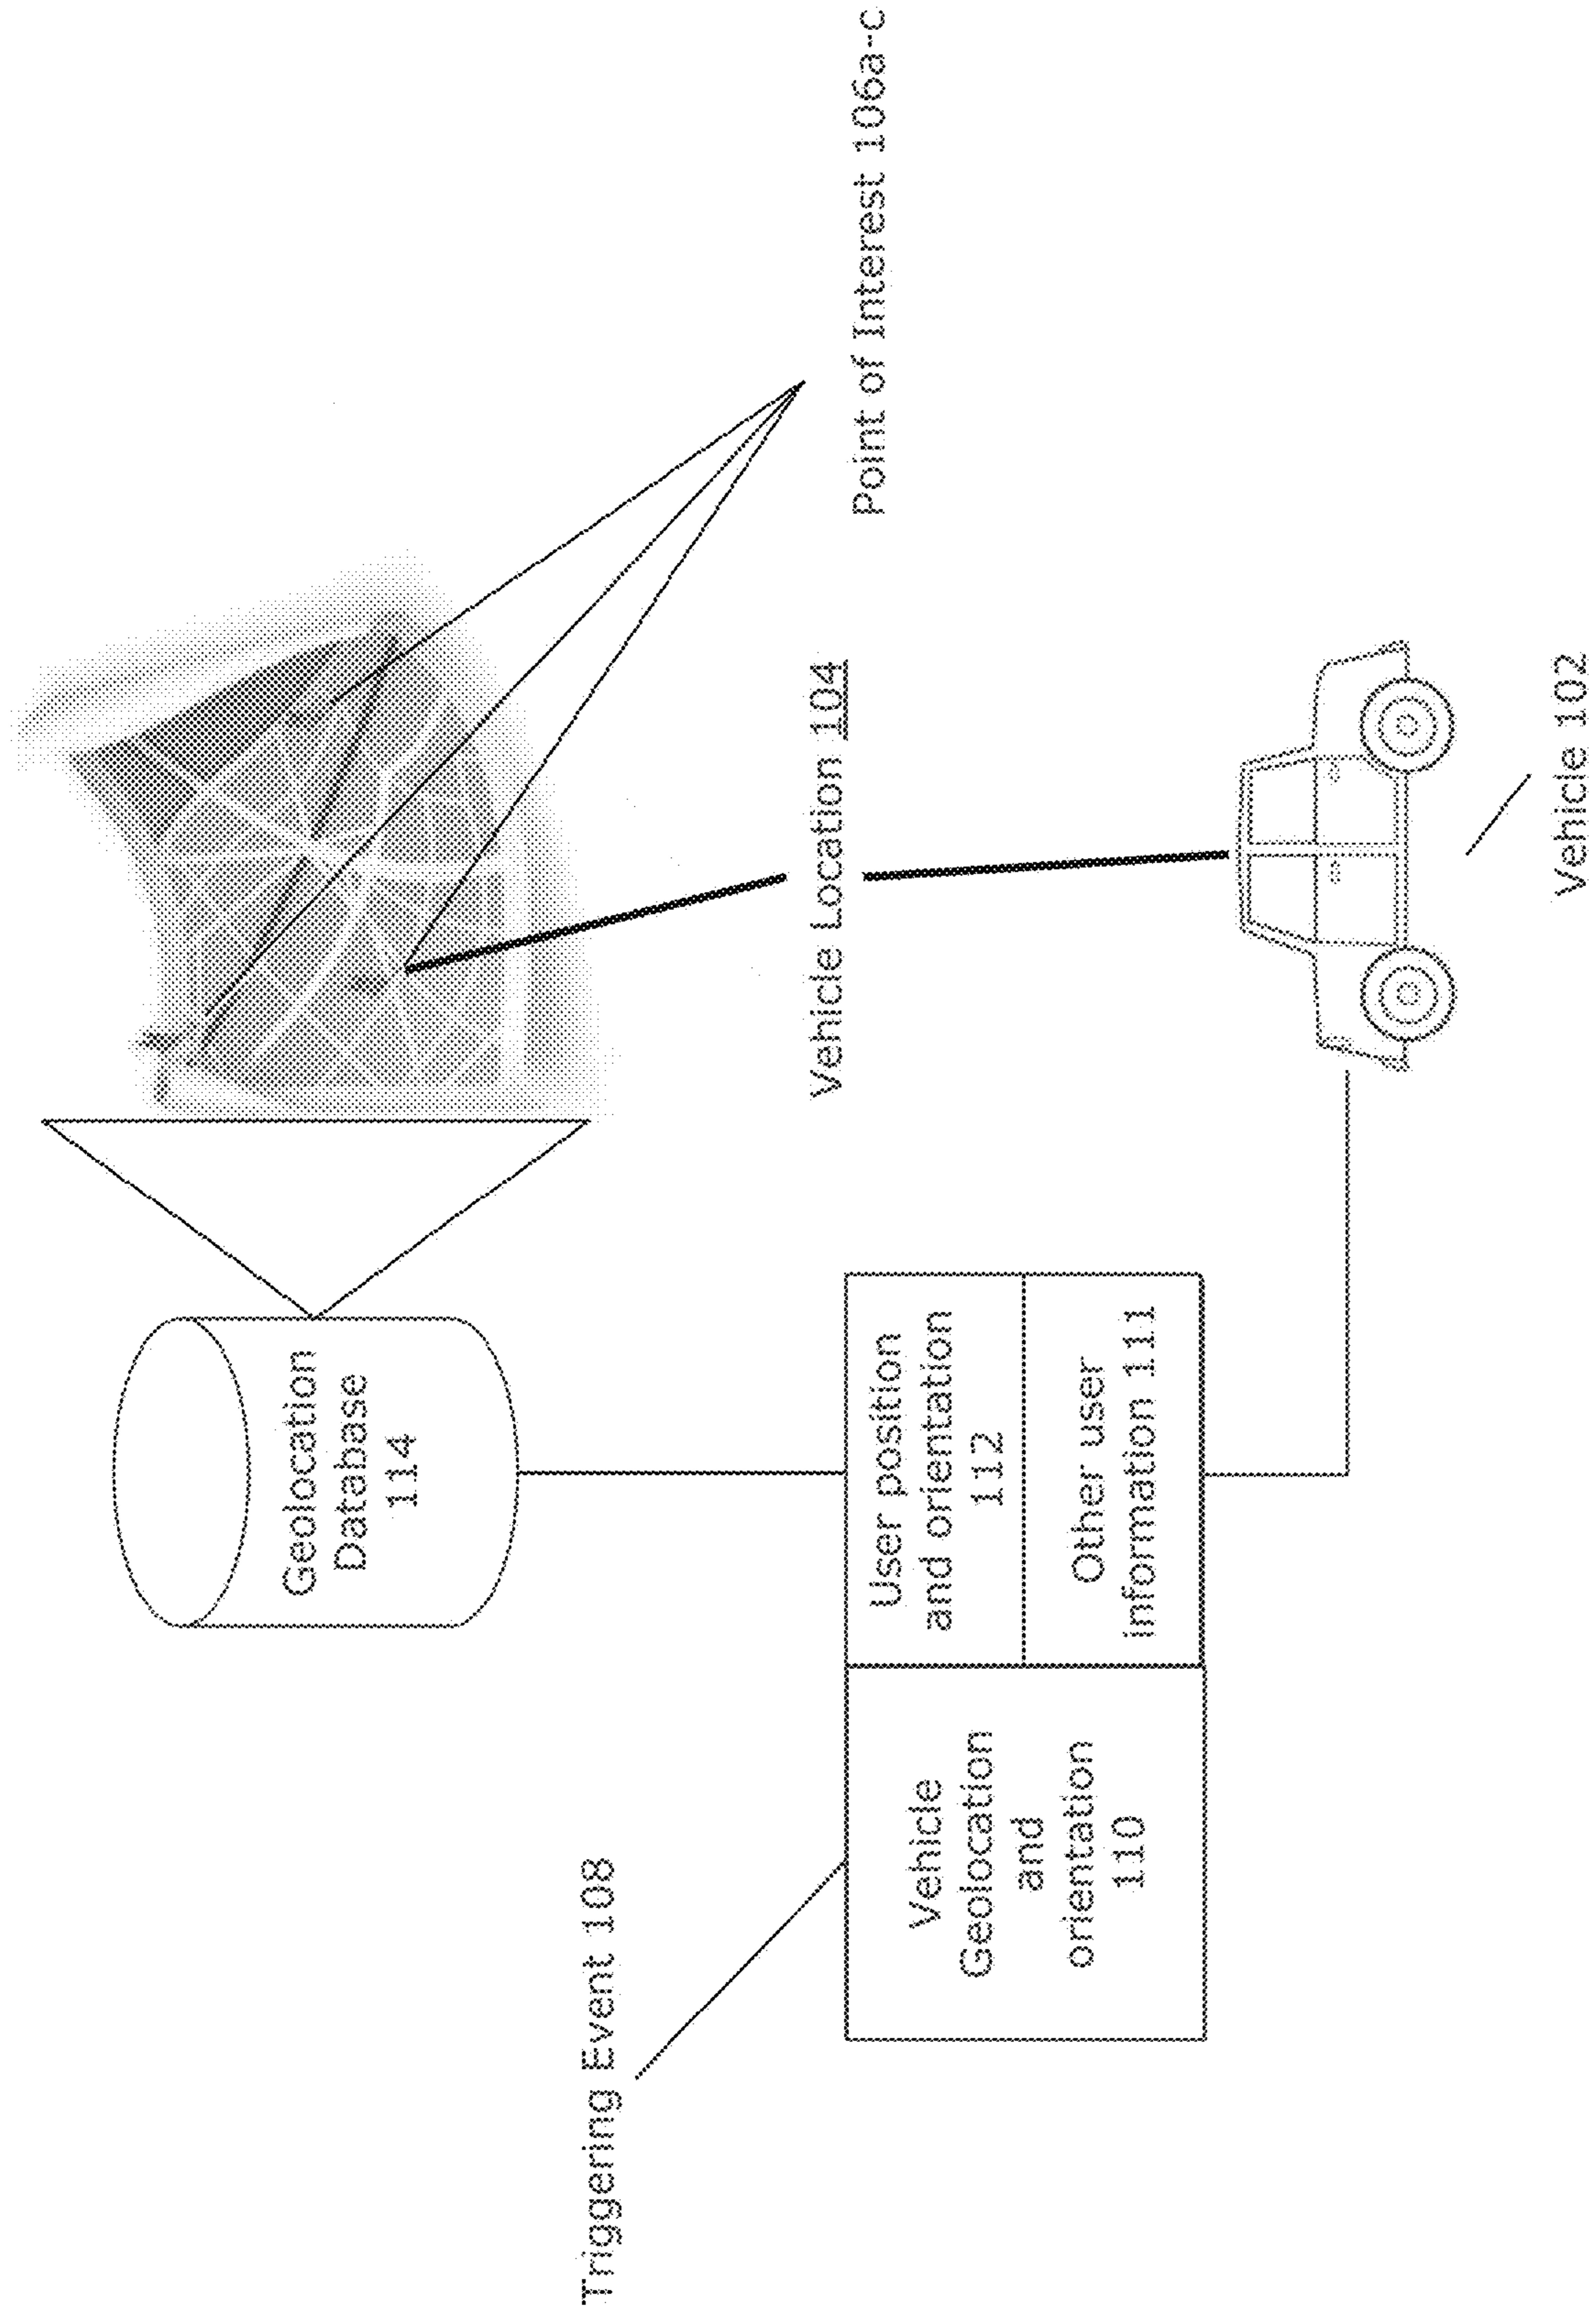 Triggering Event 108
Geolocation
Database
114
Vehicle
Geolocation
and
orientation
110
User position
and orientation
112
Other user
information 111
Vehicle Location 104
Point of Interest 106a-c
Vehicle 102